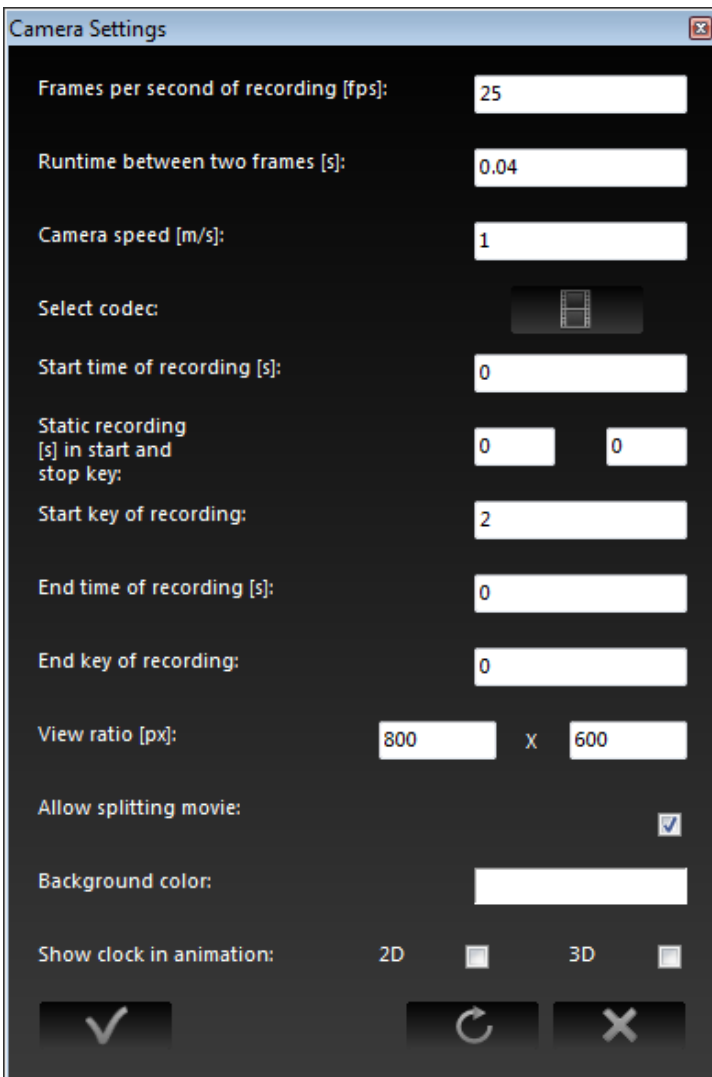 Camera Settings
Frames per second of recording [fps]: 25
Runtime between two frames [s]: 0.04
Camera speed [m/s]: 1
Select codec:
Start time of recording [s]: 0
Static recording
[s] in start and 0 0
stop key:
Start key of recording: 2
End time of recording [s]: 0
End key of recording: 0
View ratio [px]: 800 X 600
Allow splitting movie:
Background color:
Show clock in animation: 2D 3D